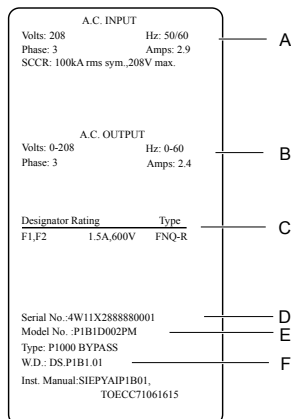 A.C. INPUT
Volts: 208 Hz: 50/60
Phase: 3 Amps: 2.9
SCCR: 100kA rms sym.,208V max.
A
A.C. OUTPUT
Volts: 0-208 Hz: 0-60
Phase: 3 Amps: 2.4
B
Designator Rating Type
C
F1,F2 1.5A,600V FNQ-R
Serial No.:4W11X2888880001
D
Model No. :P1B1D002PM
E
Type: P1000 BYPASS
W.D.: DS.P1B1.01
F
Inst. Manual:SIEPYAIP1B01,
TOECC71061615